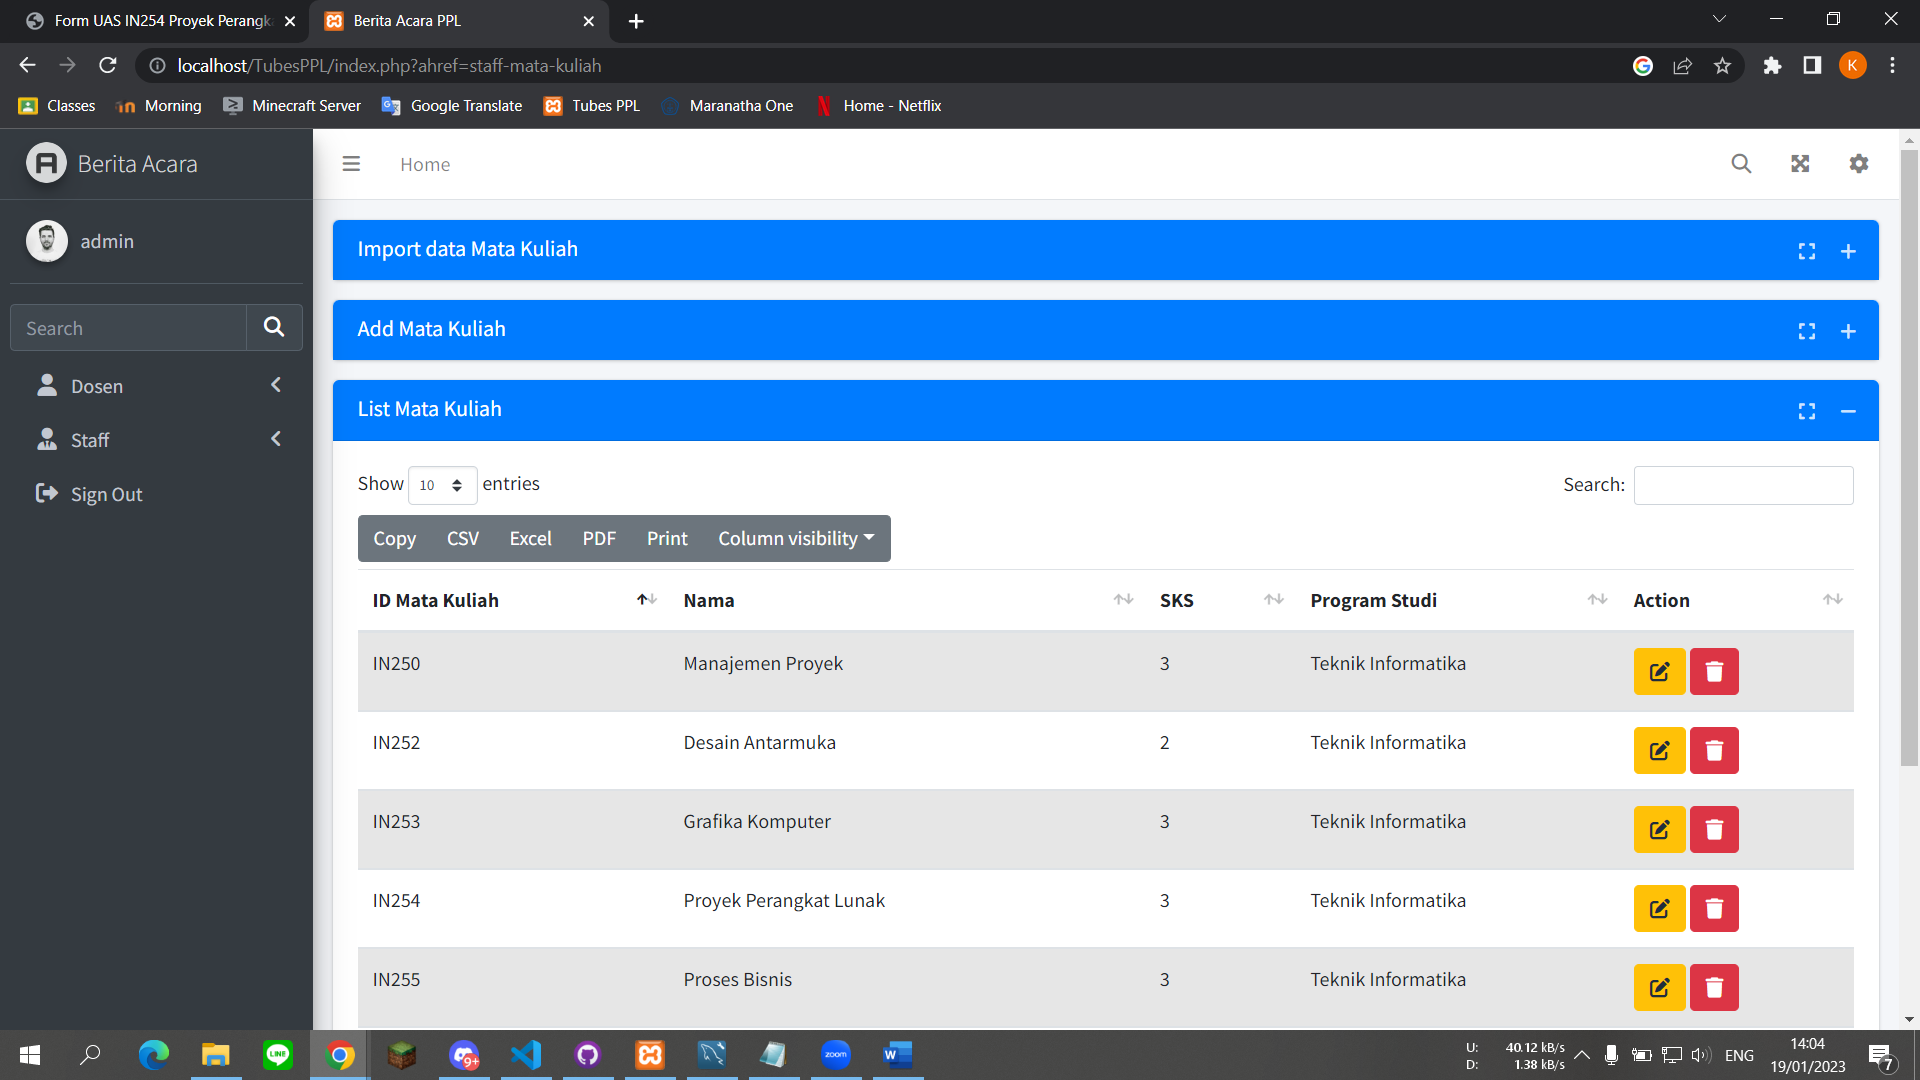 Form UAS IN254 Proyek Perangk
Berita Acara PPL
localhost/TubesPPL/index.php?ahref=staff-mata-kuliah
K
Classes
Morning
Minecraft Server
Google Translate
Tubes PPL
Maranatha One
Home - Netflix
Berita Acara
Home
admin
Search
Dosen
Staff
Sign Out
Import data Mata Kuliah
Add Mata Kuliah
List Mata Kuliah
Show 10 entries
Search:
Copy CSV Excel PDF Print Column visibility
ID Mata Kuliah Nama SKS Program Studi Action
IN250 Manajemen Proyek 3 Teknik Informatika
IN252 Desain Antarmuka 2 Teknik Informatika
IN253 Grafika Komputer 3 Teknik Informatika
IN254 Proyek Perangkat Lunak 3 Teknik Informatika
IN255 Proses Bisnis 3 Teknik Informatika
LINE
9+
zoom
W
U: 40.12 kB/s
D: 1.38 kB/s
ENG
14:04
19/01/2023
7